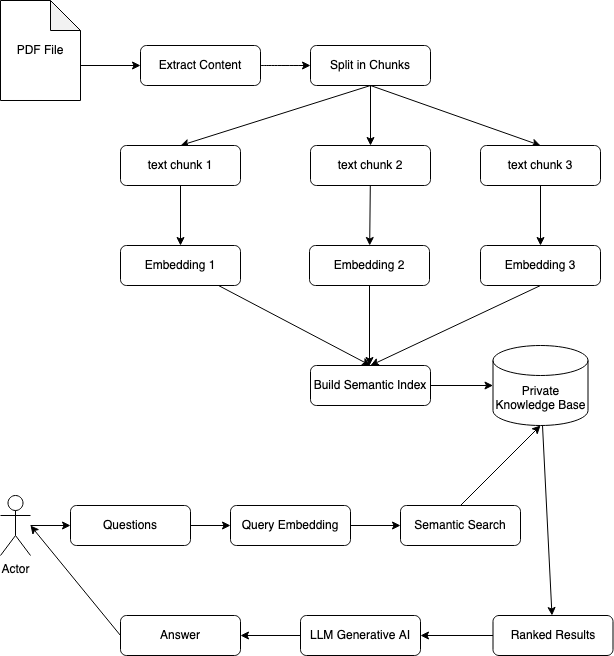 PDF File
Extract Content
Split in Chunks
text chunk 1
text chunk 2
text chunk 3
Embedding 1
Embedding 2
Embedding 3
Build Semantic Index
Private
Knowledge Base
Questions
Query Embedding
Semantic Search
Actor
Answer
LLM Generative AI
Ranked Results